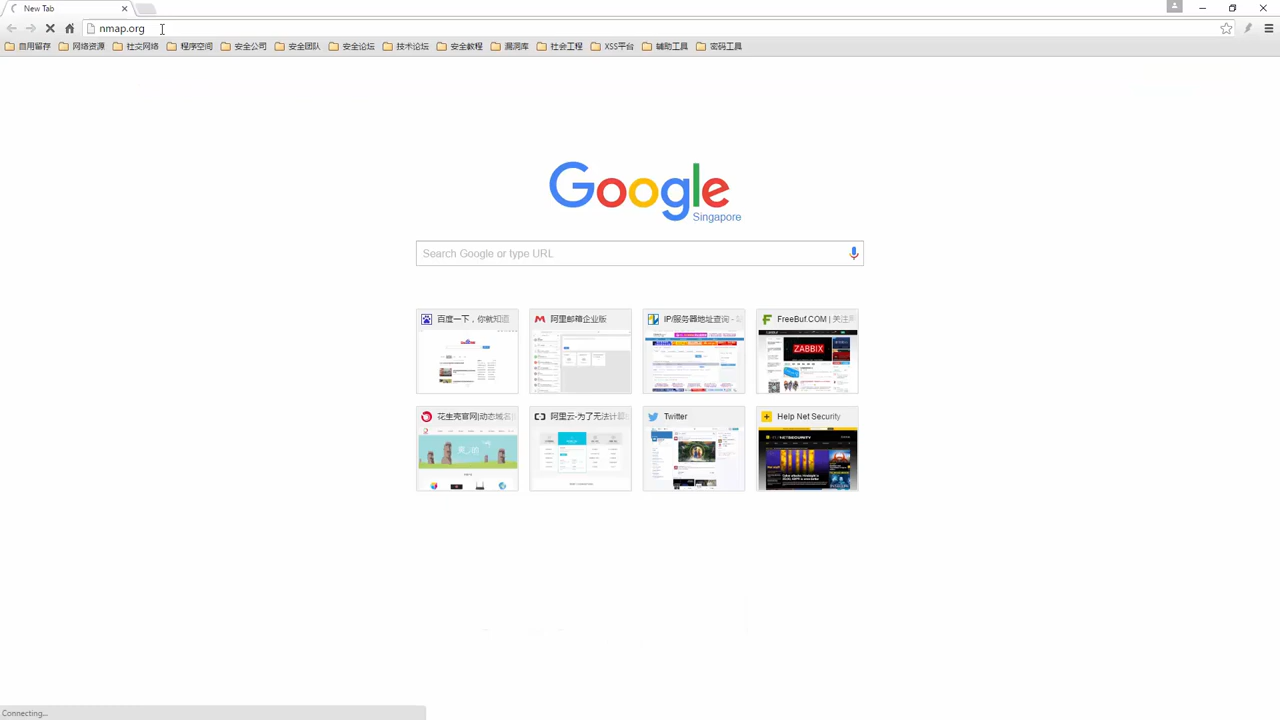 New Tab
nmap.org
自用留存 网络资源 社交网络 程序空间 安全公司 安全团队 安全论坛 技术论坛 安全教程 漏洞库 社会工程 XSS平台 辅助工具 密码工具
Google
Singapore
Search Google or type URL
百度一下，你就知道 阿里邮箱企业版 IP/服务器地址查询 - FreeBuf.COM | 关注
ZABBIX
花生壳官网|动态域名 阿里云-为了无法计算 Twitter Help Net Security
Connecting...